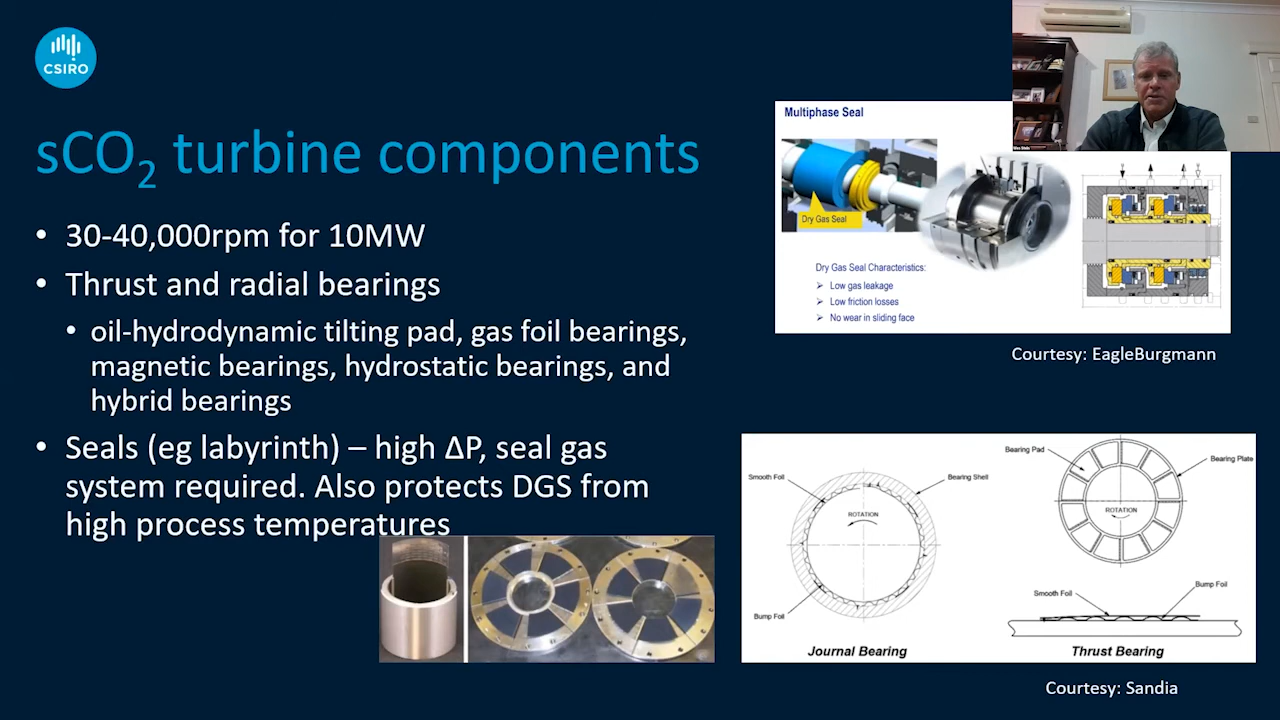 CSIRO
sCO2 turbine components
• 30-40,000rpm for 10MW
• Thrust and radial bearings
• oil-hydrodynamic tilting pad, gas foil bearings,
magnetic bearings, hydrostatic bearings, and
hybrid bearings
• Seals (eg labyrinth) – high ΔP, seal gas
system required. Also protects DGS from
high process temperatures
Multiphase Seal
Dry Gas Seal
Dry Gas Seal Characteristics:
➢ Low gas leakage
➢ Low friction losses
➢ No wear in sliding face
Courtesy: EagleBurgmann
Smooth Foil
Bearing Shell
ROTATION
Bump Foil
Journal Bearing
Bearing Pad
Bearing Plate
ROTATION
Smooth Foil
Bump Foil
Thrust Bearing
Courtesy: Sandia